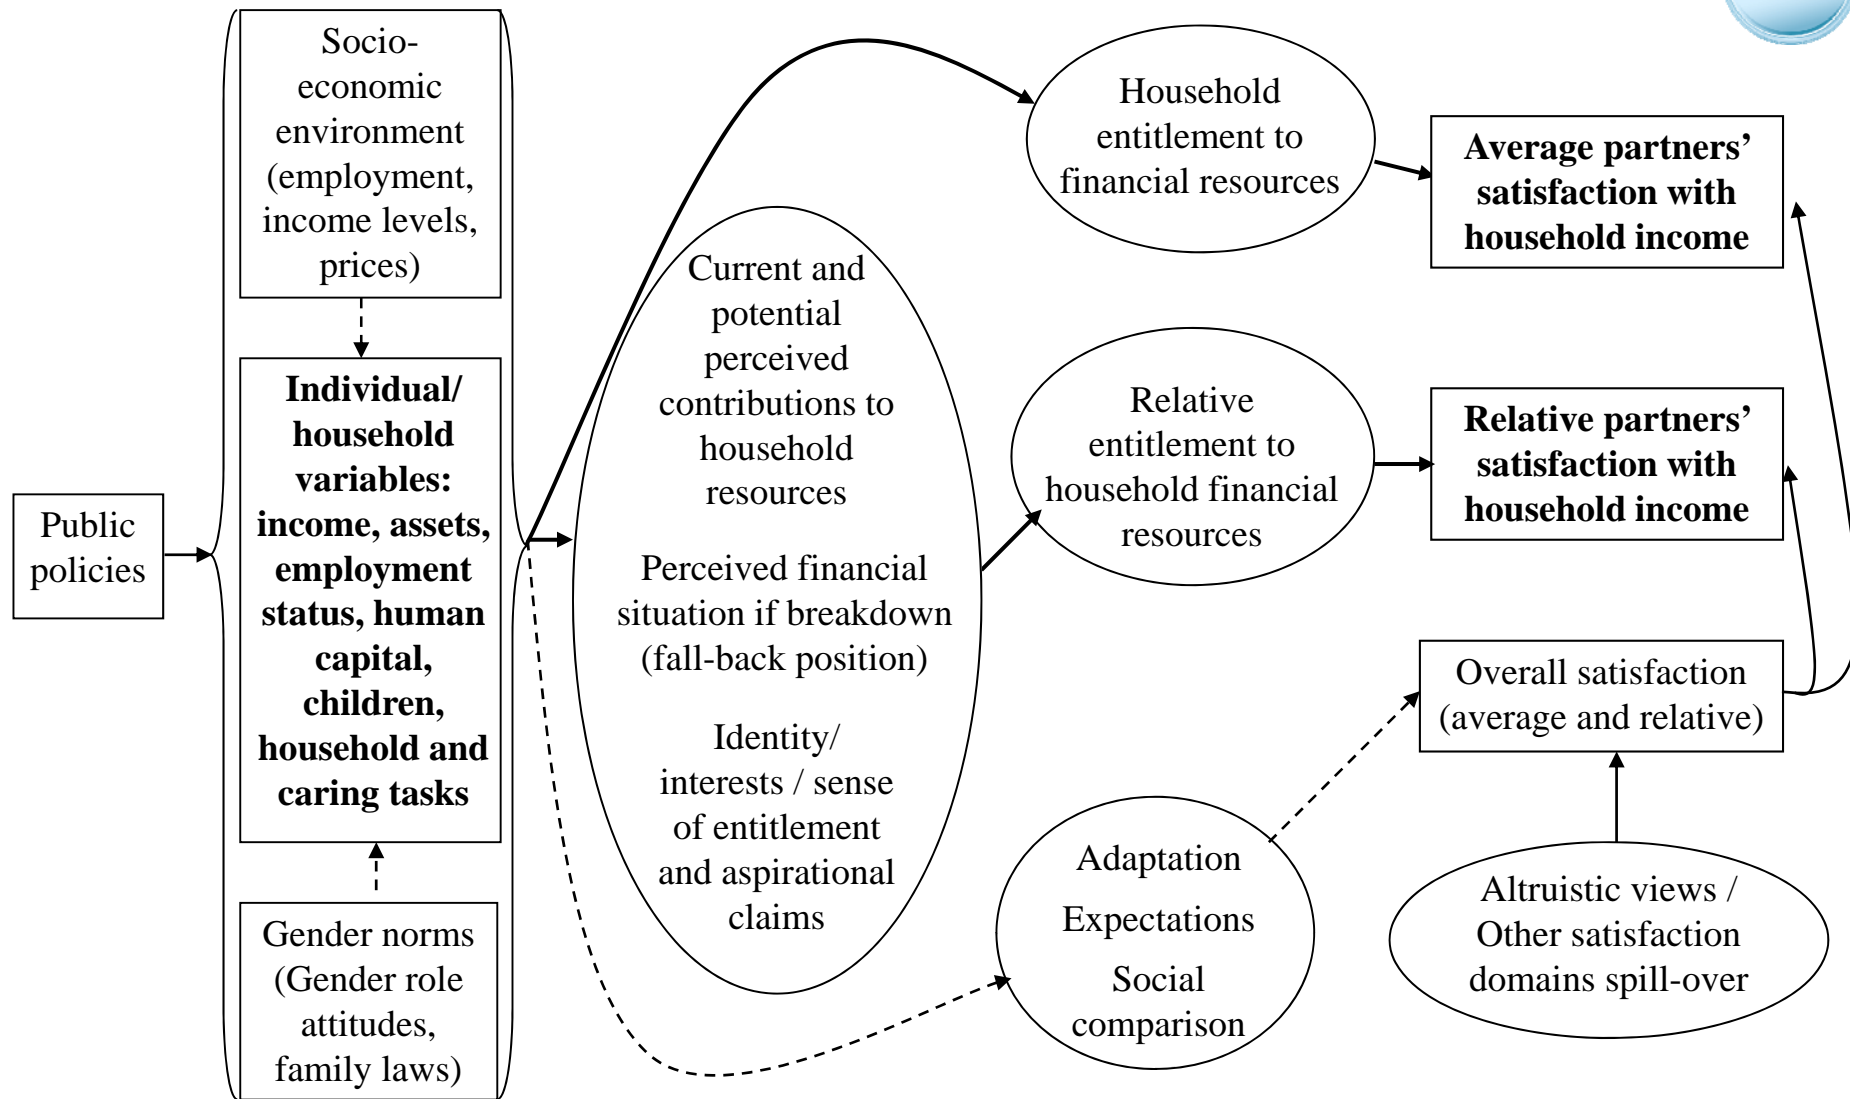 Public
policies
Socio-
economic
environment
(employment,
income levels,
prices)
Individual/
household
variables:
income, assets,
employment
status, human
capital,
children,
household and
caring tasks
Gender norms
(Gender role
attitudes,
family laws)
Current and
potential
perceived
contributions to
household
resources
Perceived financial
situation if breakdown
(fall-back position)
Identity/
interests / sense
of entitlement
and aspirational
claims
Household
entitlement to
financial resources
Relative
entitlement to
household financial
resources
Adaptation
Expectations
Social
comparison
Average partners’
satisfaction with
household income
Relative partners’
satisfaction with
household income
Overall satisfaction
(average and relative)
Altruistic views /
Other satisfaction
domains spill-over